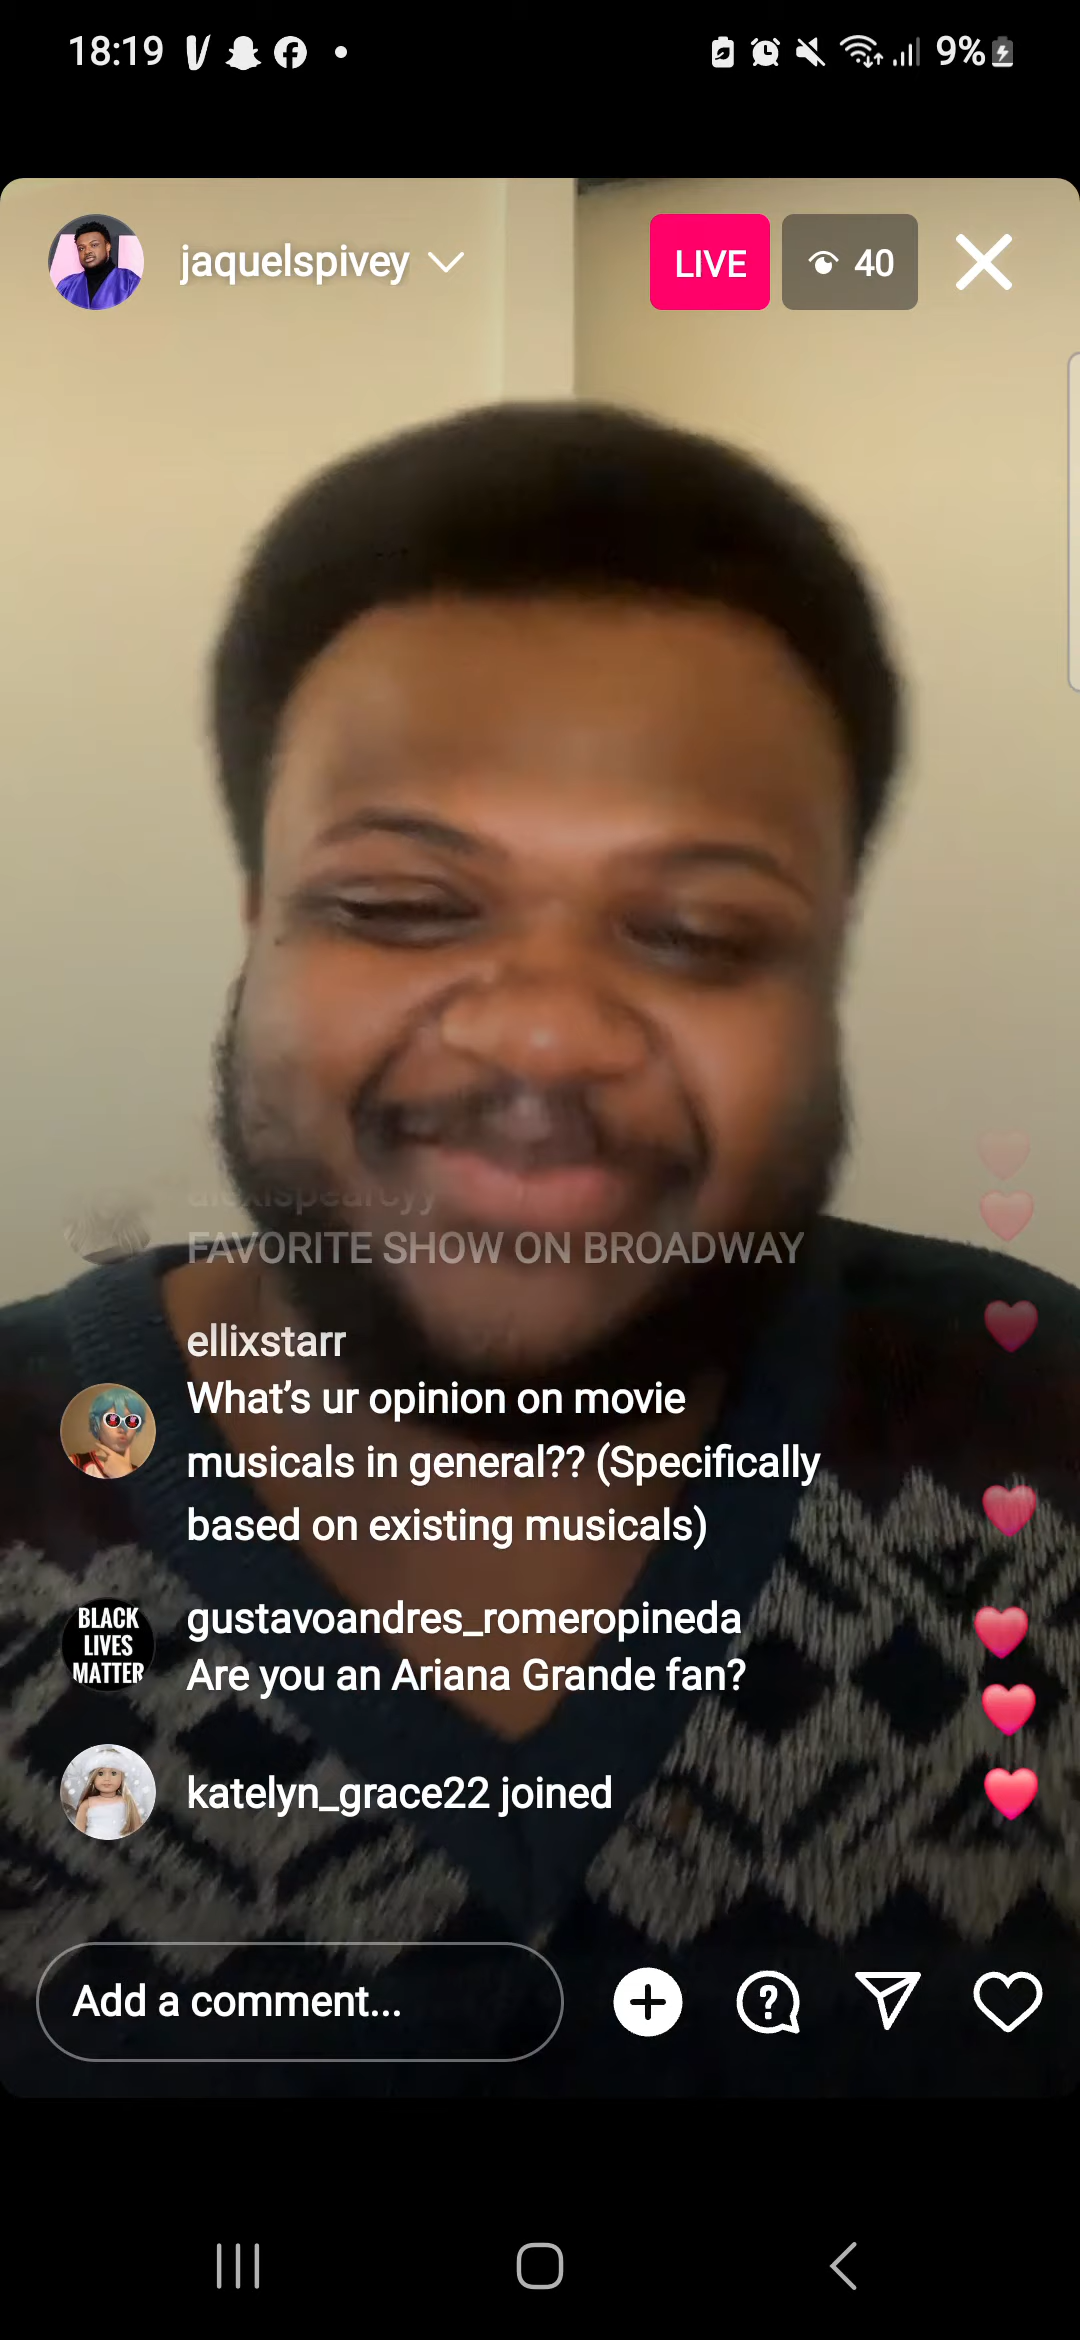 18:19
9%
jaquelspivey
LIVE
40
alexispearcyy
FAVORITE SHOW ON BROADWAY
ellixstarr
What's ur opinion on movie
musicals in general?? (Specifically
based on existing musicals)
BLACK
LIVES
MATTER
gustavoandres_romeropineda
Are you an Ariana Grande fan?
katelyn_grace22 joined
Add a comment...